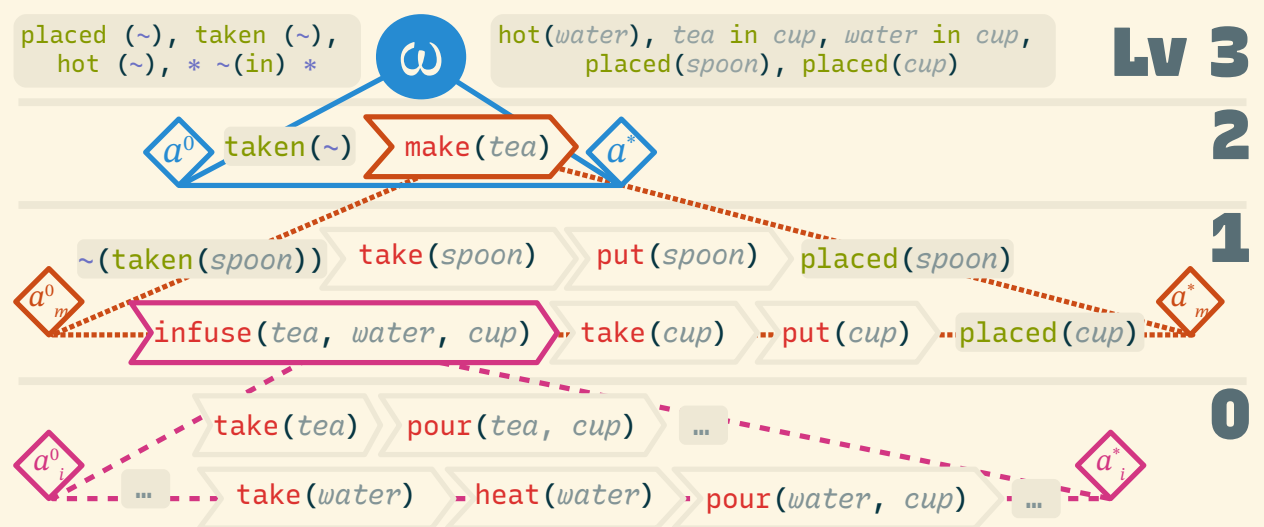 placed (~), taken (~),
hot (~), * ~(in) *
ω
hot(water), tea in cup, water in cup,
placed(spoon), placed(cup)
Lv 3
a⁰
taken(~)
make(tea)
a*
2
~(taken(spoon))
take(spoon)
put(spoon)
placed(spoon)
1
a⁰ₘ
infuse(tea, water, cup)
take(cup)
put(cup)
placed(cup)
a*ₘ
take(tea)
pour(tea, cup)
…
0
a⁰ᵢ
…
take(water)
heat(water)
pour(water, cup)
…
a*ᵢ